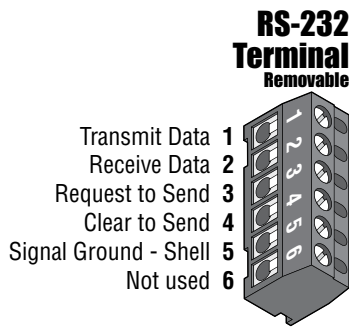 RS-232
Terminal
Removable
Transmit Data 1
Receive Data 2
Request to Send 3
Clear to Send 4
Signal Ground - Shell 5
Not used 6
1
2
3
4
5
6